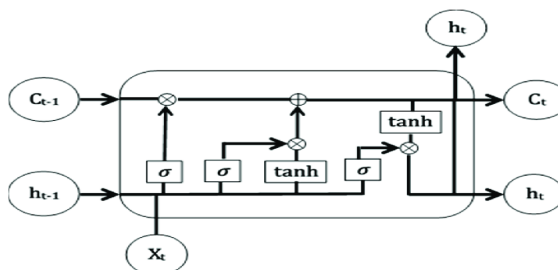 hₜ
Cₜ₋₁
⊗
⊕
Cₜ
tanh
⊗
⊗
σ
σ
tanh
σ
hₜ₋₁
hₜ
Xₜ